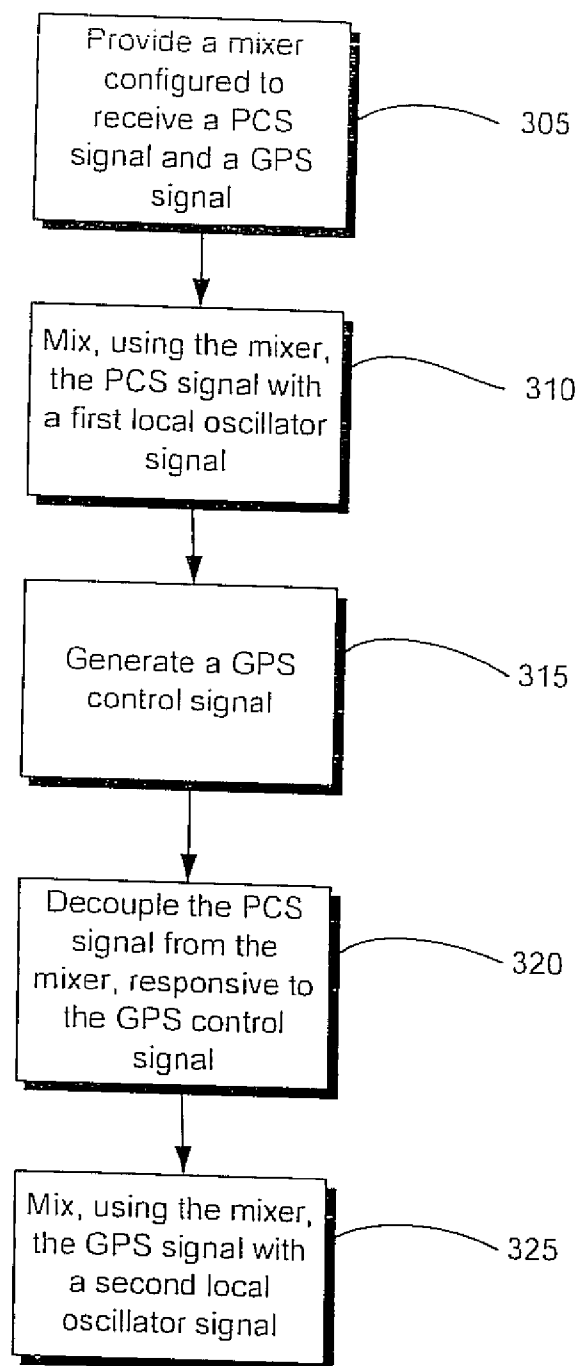 Provide a mixer
configured to
receive a PCS
signal and a GPS
signal
305
Mix, using the mixer,
the PCS signal with
a first local oscillator
signal
310
Generate a GPS
control signal
315
Decouple the PCS
signal from the
mixer, responsive to
the GPS control
signal
320
Mix, using the mixer,
the GPS signal with
a second local
oscillator signal
325